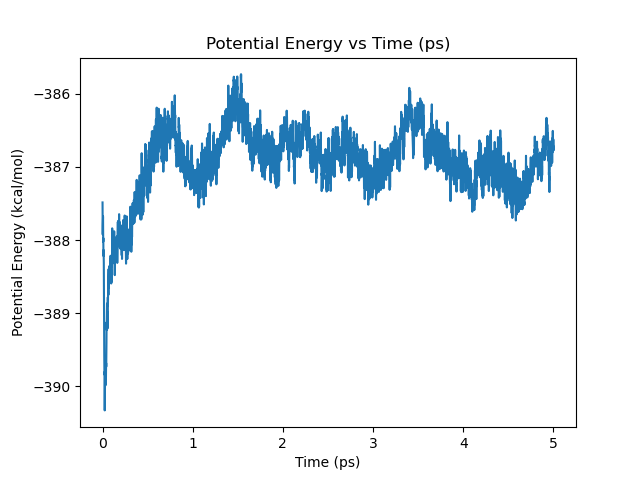 Potential Energy vs Time (ps)
Potential Energy (kcal/mol)
−386
−387
−388
−389
−390
0 1 2 3 4 5
Time (ps)